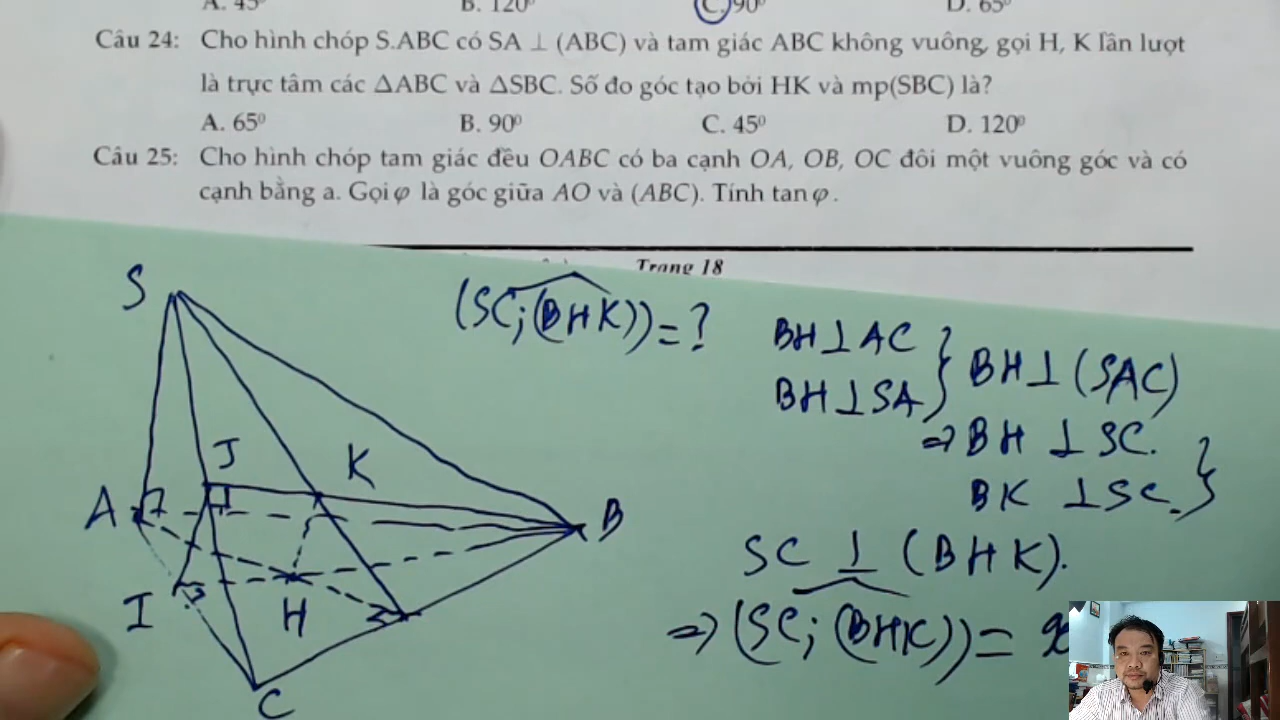 A. 45⁰ B. 120⁰ C. 90⁰ D. 65⁰
Câu 24: Cho hình chóp S.ABC có SA ⊥ (ABC) và tam giác ABC không vuông, gọi H, K lần lượt
là trực tâm các ΔABC và ΔSBC. Số đo góc tạo bởi HK và mp(SBC) là?
A. 65⁰ B. 90⁰ C. 45⁰ D. 120⁰
Câu 25: Cho hình chóp tam giác đều OABC có ba cạnh OA, OB, OC đôi một vuông góc và có
cạnh bằng a. Gọi φ là góc giữa AO và (ABC). Tính tan φ.
Trang 18
S
(SC; (BHK)) = ?
BH ⊥ AC
BH ⊥ SA
BH ⊥ (SAC)
⇒ BH ⊥ SC.
BK ⊥ SC.
SC ⊥ (BHK).
⇒ (SC; (BHK)) =
J
K
A
B
I
H
C